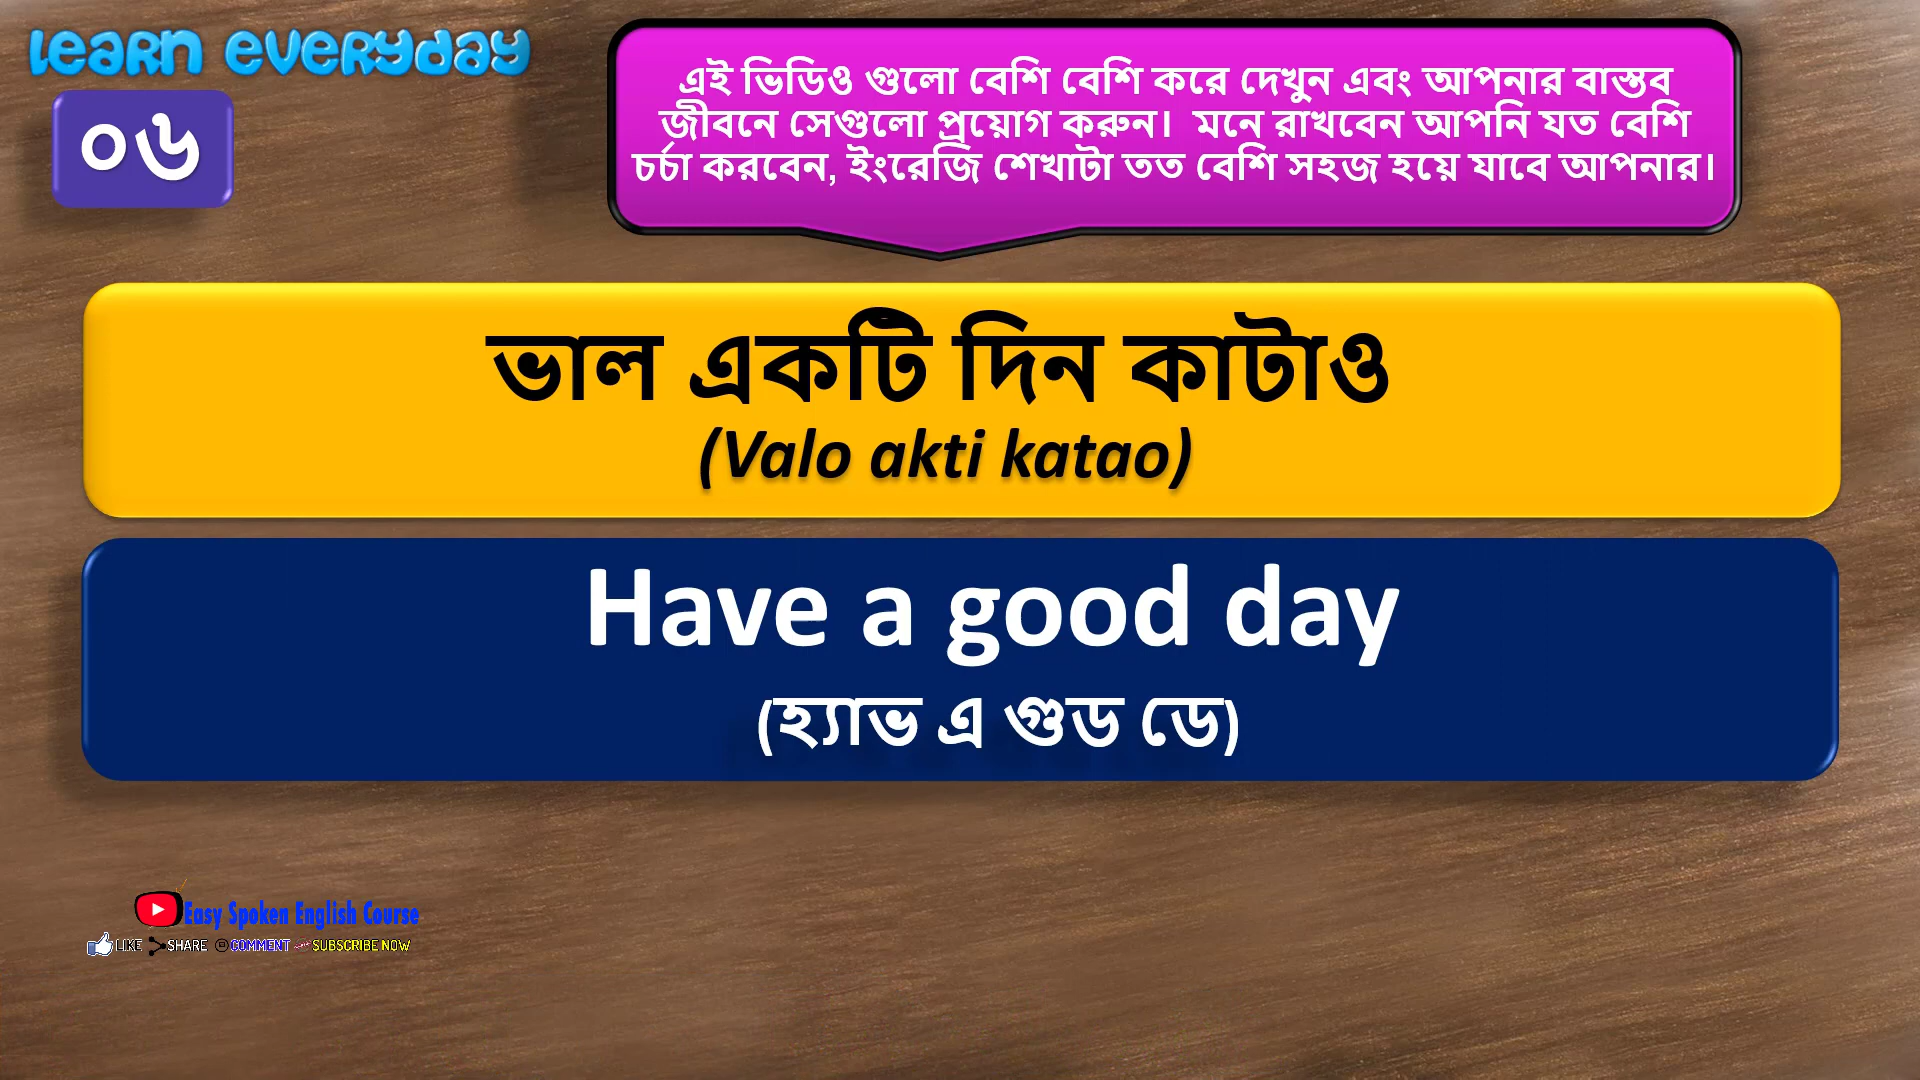 Learn Everyday
০৬
এই ভিডিও গুলো বেশি বেশি করে দেখুন এবং আপনার বাস্তব
জীবনে সেগুলো প্রয়োগ করুন। মনে রাখবেন আপনি যত বেশি
চর্চা করবেন, ইংরেজি শেখাটা তত বেশি সহজ হয়ে যাবে আপনার।
ভাল একটি দিন কাটাও
(Valo akti katao)
Have a good day
(হ্যাভ এ গুড ডে)
Easy Spoken English Course
LIKE SHARE COMMENT SUBSCRIBE NOW